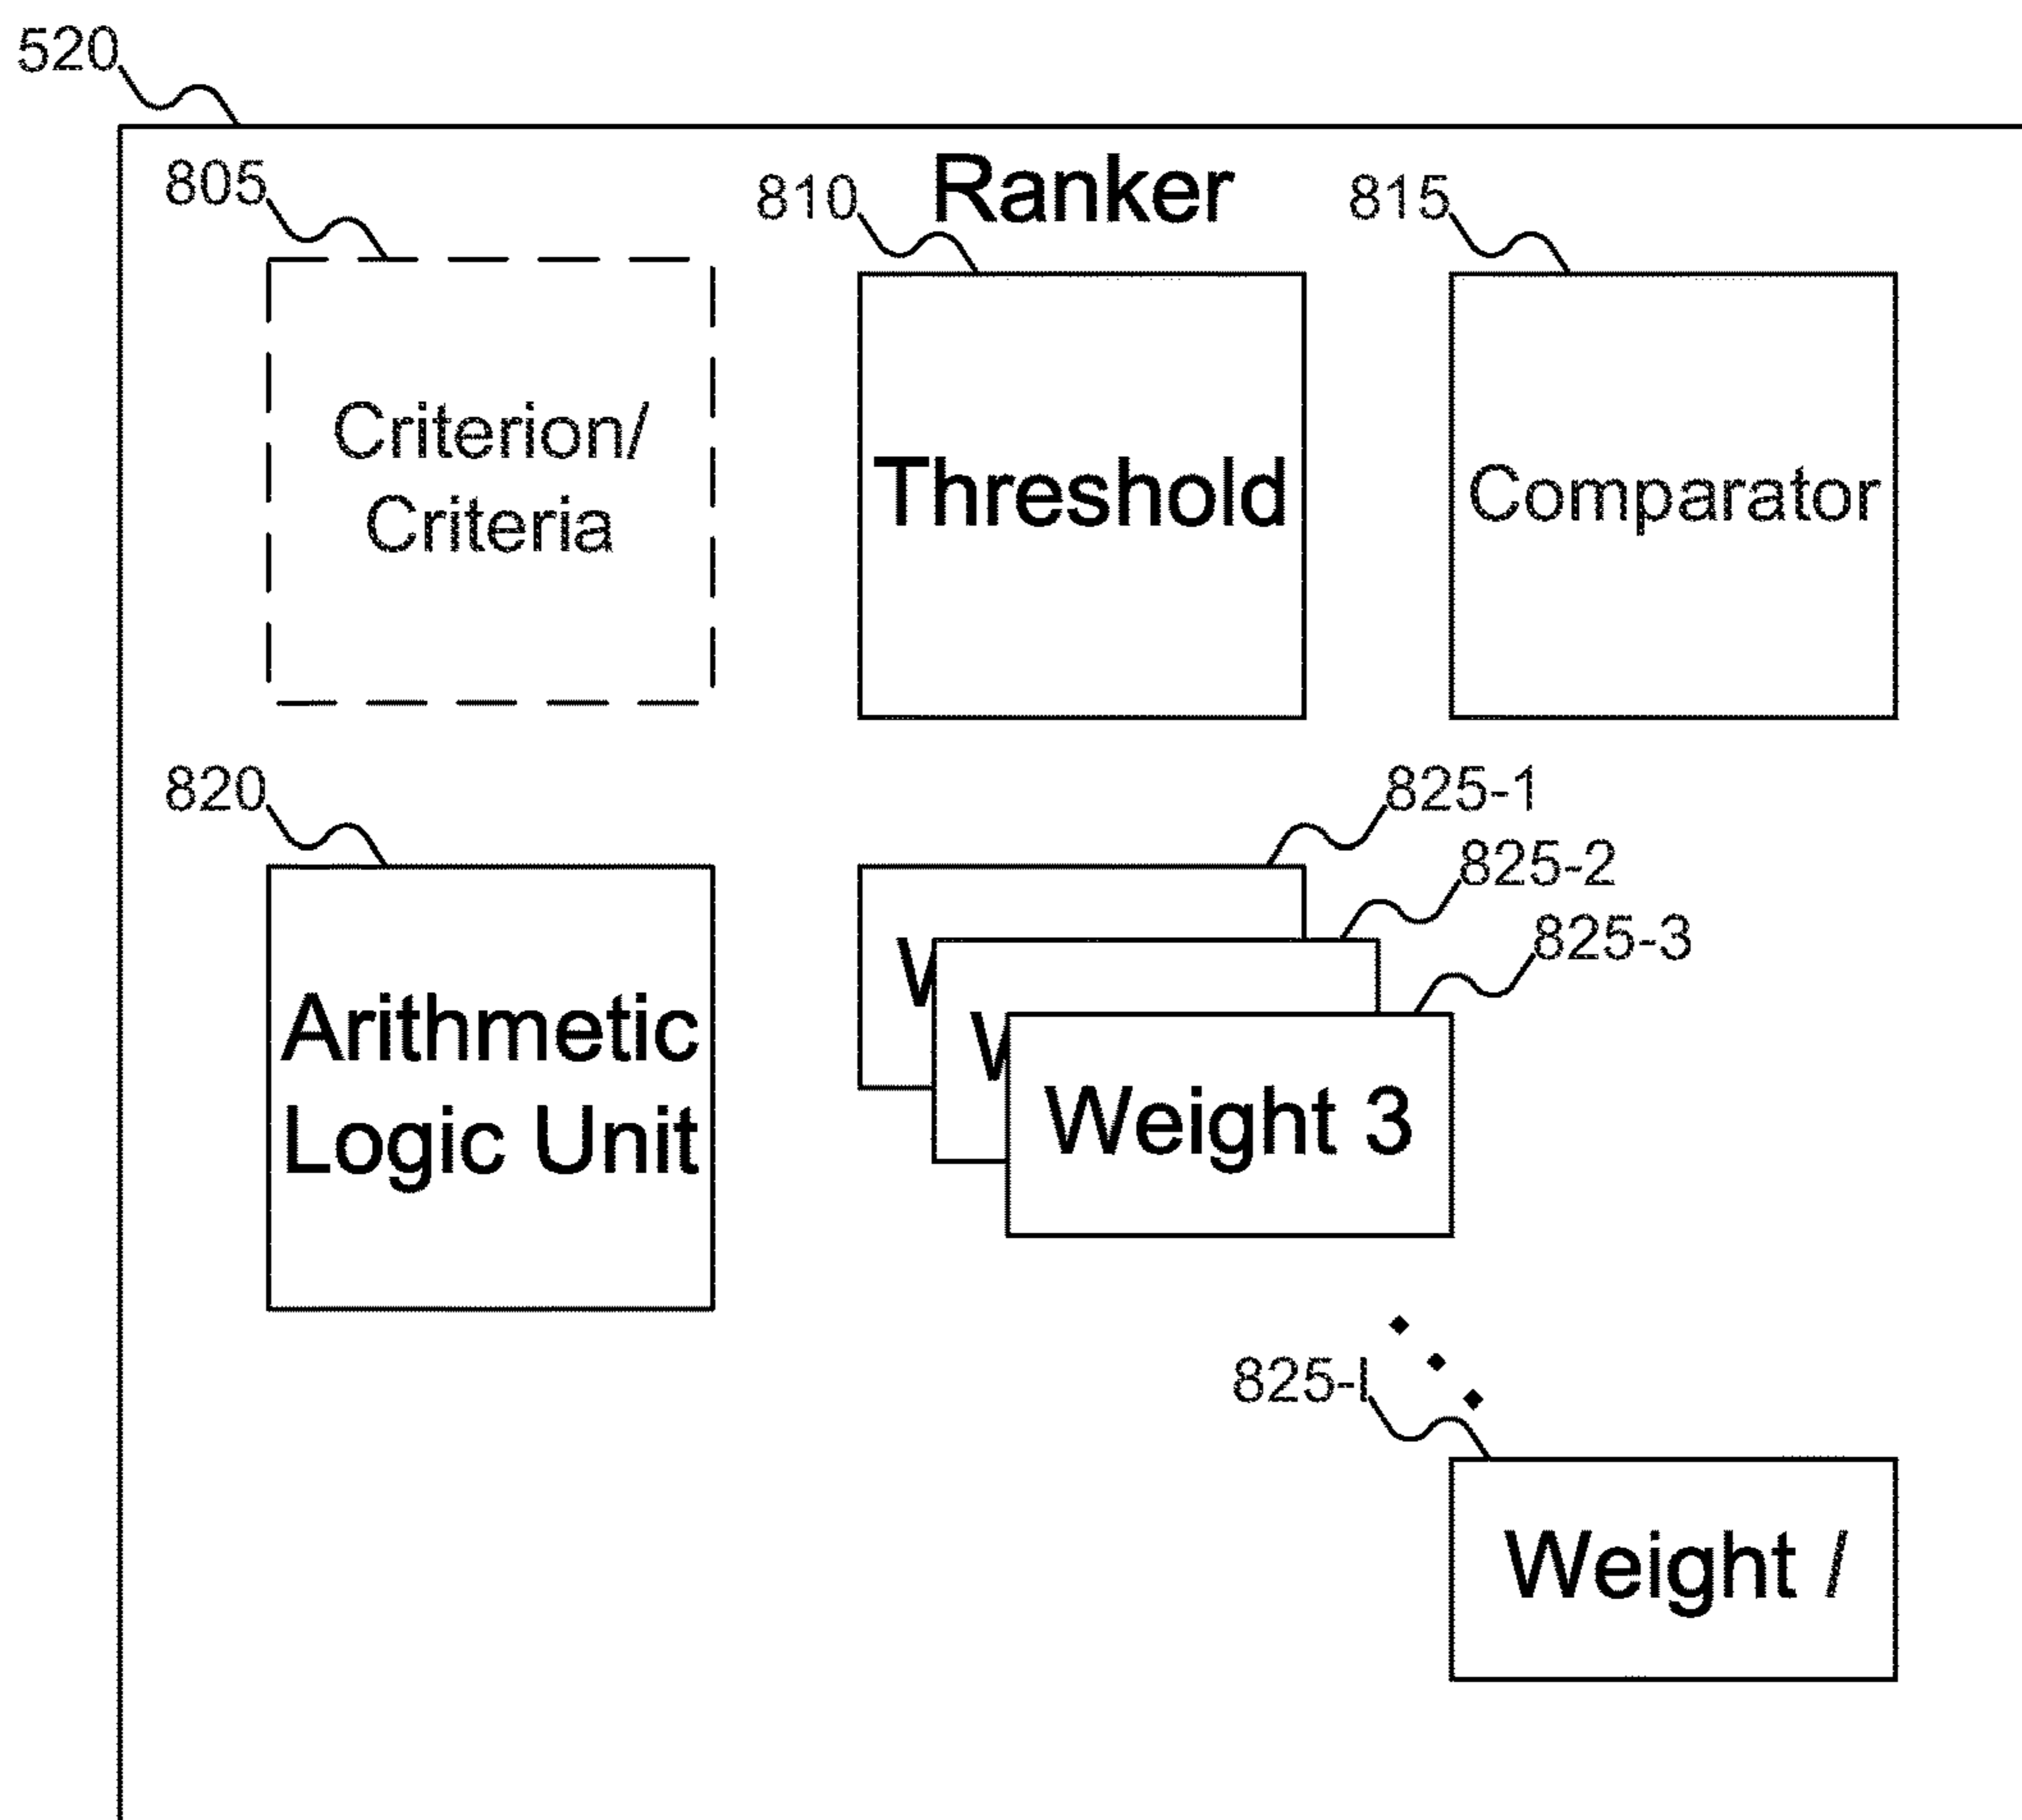 520
805
810
Ranker
815
Criterion/
Criteria
Threshold
Comparator
820
825-1
825-2
825-3
Arithmetic
Logic Unit
W
W
Weight 3
825-l
Weight l